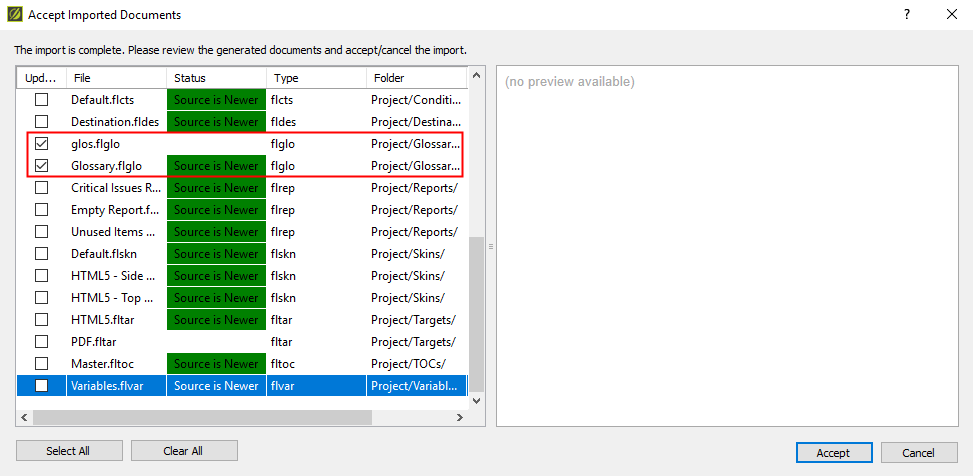 Accept Imported Documents
The import is complete. Please review the generated documents and accept/cancel the import.
Upd... File Status Type Folder
Default.flcts Source is Newer flcts Project/Conditi...
Destination.fldes Source is Newer fldes Project/Destina...
glos.flglo flglo Project/Glossar...
Glossary.flglo Source is Newer flglo Project/Glossar...
Critical Issues R... Source is Newer flrep Project/Reports/
Empty Report.f... Source is Newer flrep Project/Reports/
Unused Items ... Source is Newer flrep Project/Reports/
Default.flskn Source is Newer flskn Project/Skins/
HTML5 - Side ... Source is Newer flskn Project/Skins/
HTML5 - Top ... Source is Newer flskn Project/Skins/
HTML5.fltar Source is Newer fltar Project/Targets/
PDF.fltar fltar Project/Targets/
Master.fltoc Source is Newer fltoc Project/TOCs/
Variables.flvar Source is Newer flvar Project/Variabl...
(no preview available)
Select All Clear All
Accept Cancel